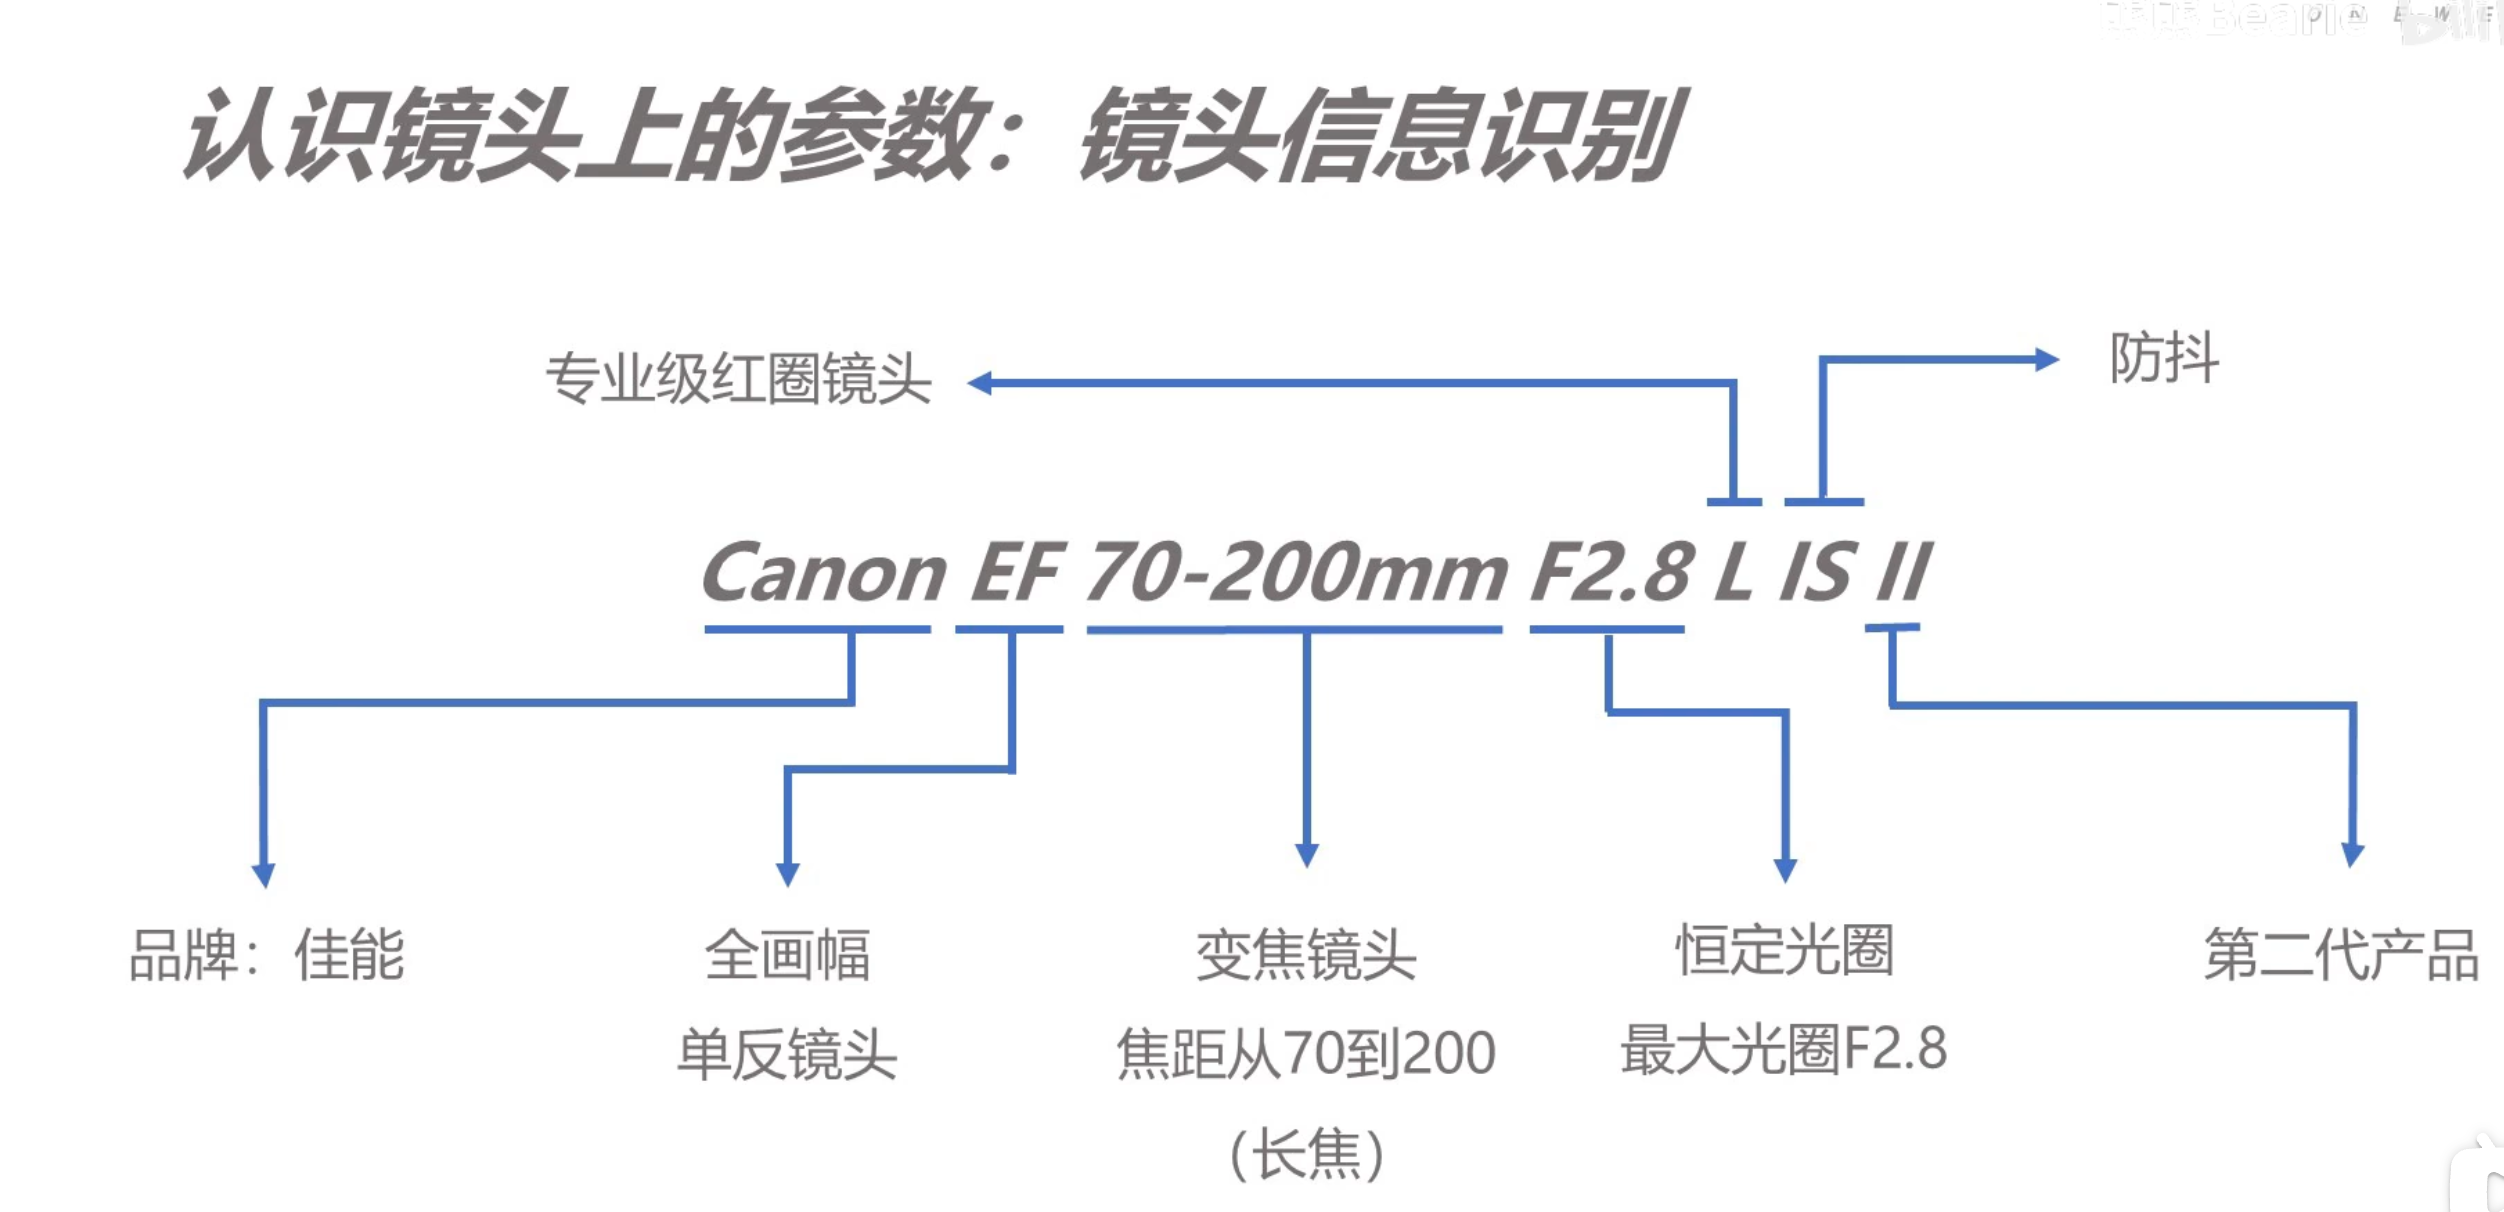 认识镜头上的参数：镜头信息识别
专业级红圈镜头
防抖
Canon EF 70-200mm F2.8 L IS II
品牌：佳能
全画幅
单反镜头
变焦镜头
焦距从70到200
（长焦）
恒定光圈
最大光圈F2.8
第二代产品